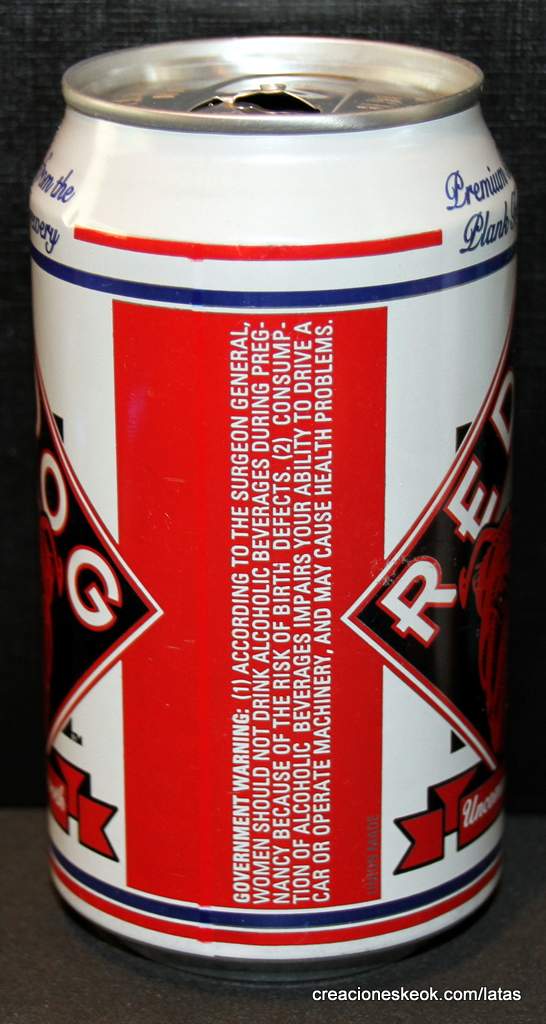 from the
Premium
Plank
OG
RED
GOVERNMENT WARNING: (1) ACCORDING TO THE SURGEON GENERAL,
WOMEN SHOULD NOT DRINK ALCOHOLIC BEVERAGES DURING PREG-
NANCY BECAUSE OF THE RISK OF BIRTH DEFECTS. (2) CONSUMP-
TION OF ALCOHOLIC BEVERAGES IMPAIRS YOUR ABILITY TO DRIVE A
CAR OR OPERATE MACHINERY, AND MAY CAUSE HEALTH PROBLEMS.
TM
creacioneskeok.com/latas